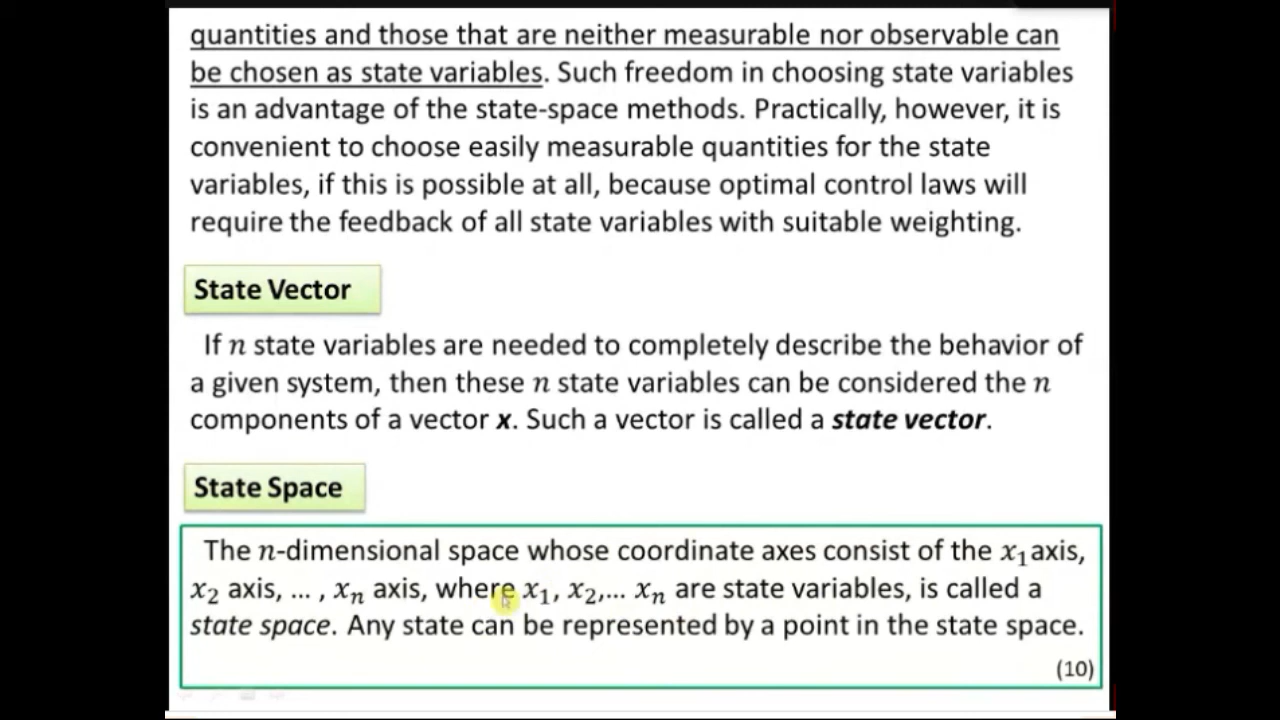 quantities and those that are neither measurable nor observable can
be chosen as state variables. Such freedom in choosing state variables
is an advantage of the state-space methods. Practically, however, it is
convenient to choose easily measurable quantities for the state
variables, if this is possible at all, because optimal control laws will
require the feedback of all state variables with suitable weighting.
State Vector
If n state variables are needed to completely describe the behavior of
a given system, then these n state variables can be considered the n
components of a vector x. Such a vector is called a state vector.
State Space
The n-dimensional space whose coordinate axes consist of the x₁ axis,
x₂ axis, ... , xₙ axis, where x₁, x₂,... xₙ are state variables, is called a
state space. Any state can be represented by a point in the state space.
(10)